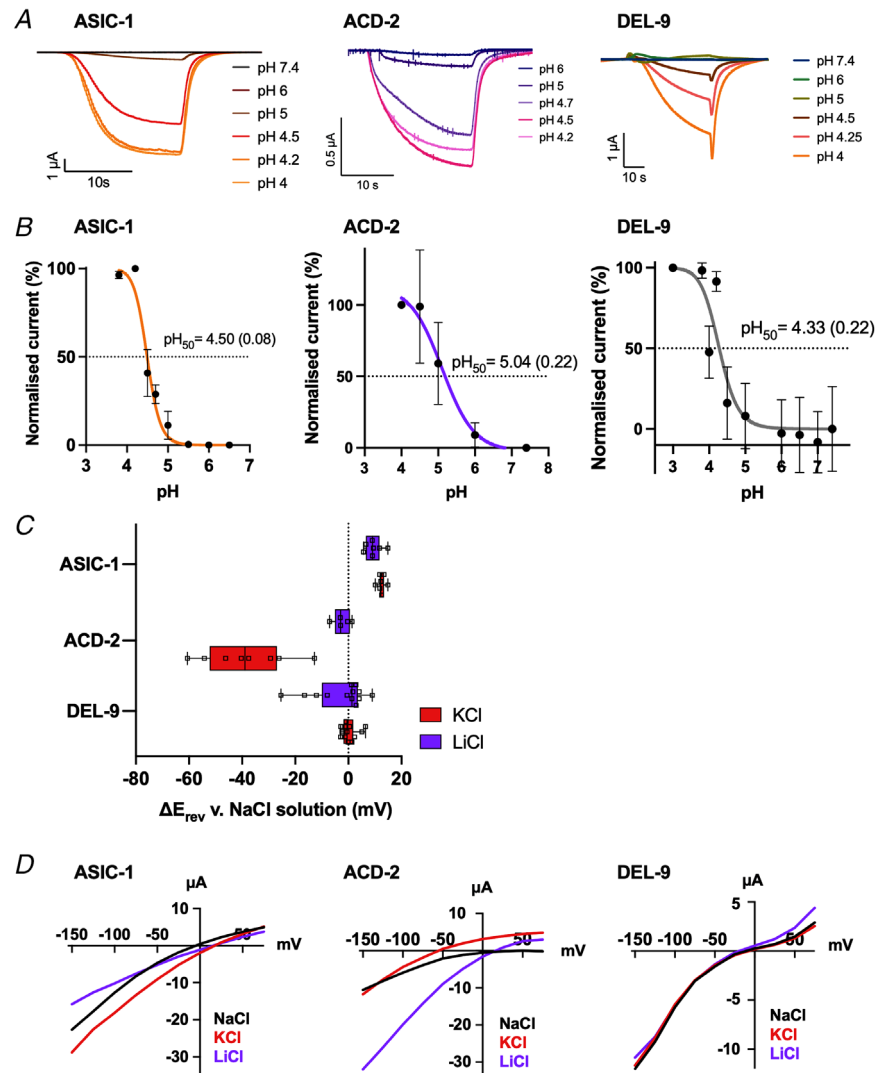 A
ASIC-1
ACD-2
DEL-9
pH 7.4
pH 6
pH 5
pH 4.5
pH 4.2
pH 4
1 µA
10s
pH 6
pH 5
pH 4.7
pH 4.5
pH 4.2
0.5 µA
10 s
pH 7.4
pH 6
pH 5
pH 4.5
pH 4.25
pH 4
1 µA
10 s
B
ASIC-1
ACD-2
DEL-9
Normalised current (%)
100
50
0
pH50= 4.50 (0.08)
3 4 5 6 7
pH
Normalised current (%)
100
50
0
pH50= 5.04 (0.22)
3 4 5 6 7 8
pH
Normalised current (%)
100
50
0
pH50= 4.33 (0.22)
3 4 5 6 7
pH
C
ASIC-1
ACD-2
DEL-9
KCl
LiCl
-80 -60 -40 -20 0 20
ΔErev v. NaCl solution (mV)
D
ASIC-1
ACD-2
DEL-9
µA
10
-150 -100 -50 50
mV
-10
-20
-30
NaCl
KCl
LiCl
µA
10
-150 -100 -50 50
mV
-10
-20
-30
NaCl
KCl
LiCl
µA
5
-150 -100 -50 50
mV
-5
-10
NaCl
KCl
LiCl